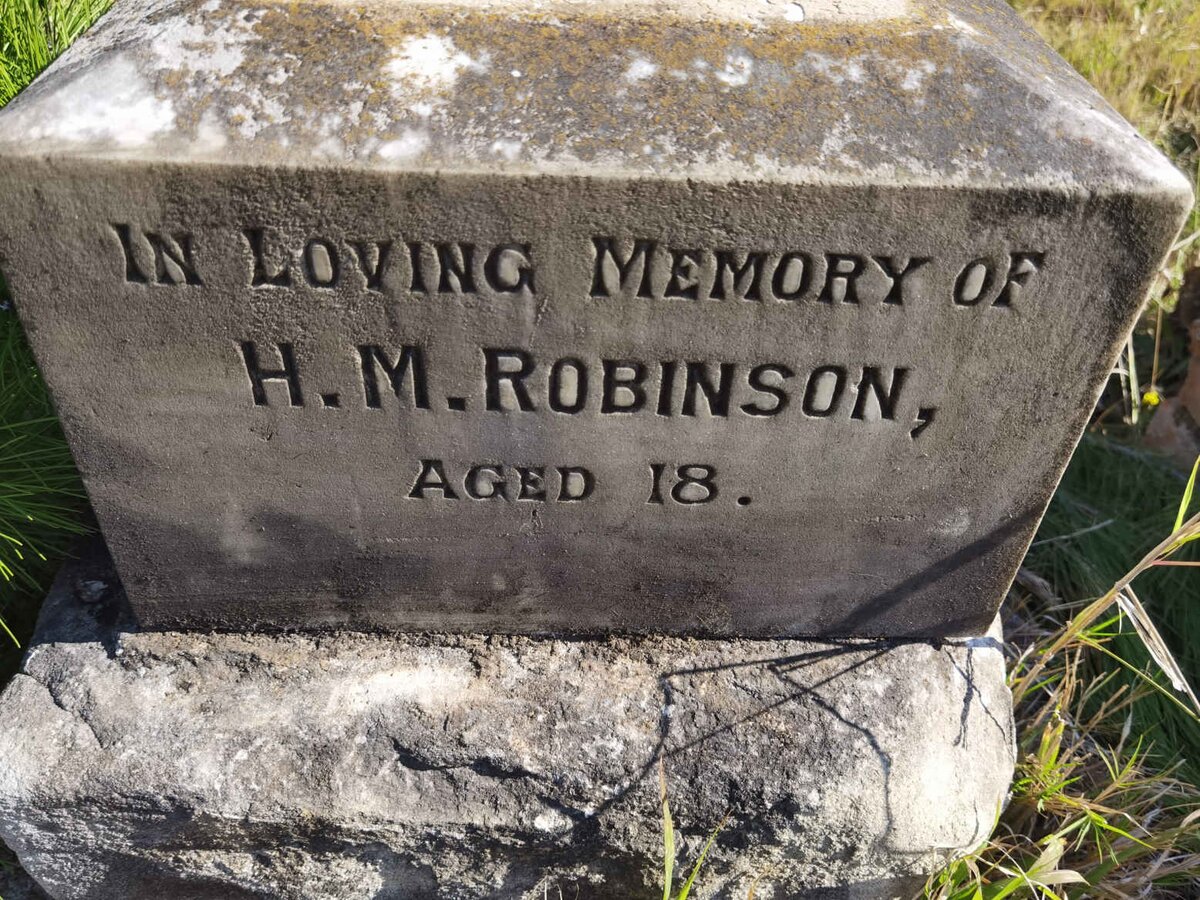 In Loving Memory of
H. M. Robinson,
Aged 18.